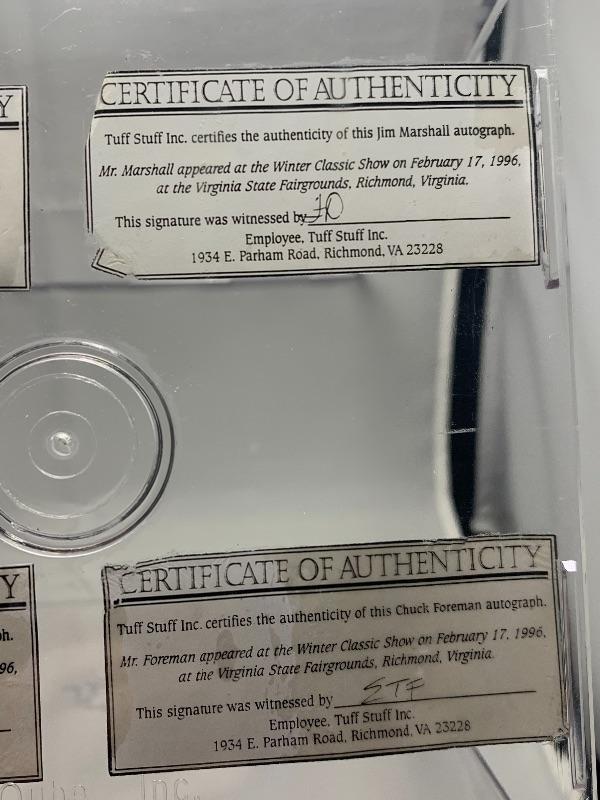 Y
CERTIFICATE OF AUTHENTICITY
Tuff Stuff Inc. certifies the authenticity of this Jim Marshall autograph.
Mr. Marshall appeared at the Winter Classic Show on February 17, 1996,
at the Virginia State Fairgrounds, Richmond, Virginia.
This signature was witnessed by
Employee, Tuff Stuff Inc.
1934 E. Parham Road, Richmond, VA 23228
Y
ph.
96,
CERTIFICATE OF AUTHENTICITY
Tuff Stuff Inc. certifies the authenticity of this Chuck Foreman autograph.
Mr. Foreman appeared at the Winter Classic Show on February 17, 1996,
at the Virginia State Fairgrounds, Richmond, Virginia.
This signature was witnessed by STF
Employee, Tuff Stuff Inc.
1934 E. Parham Road, Richmond, VA 23228
Inc.